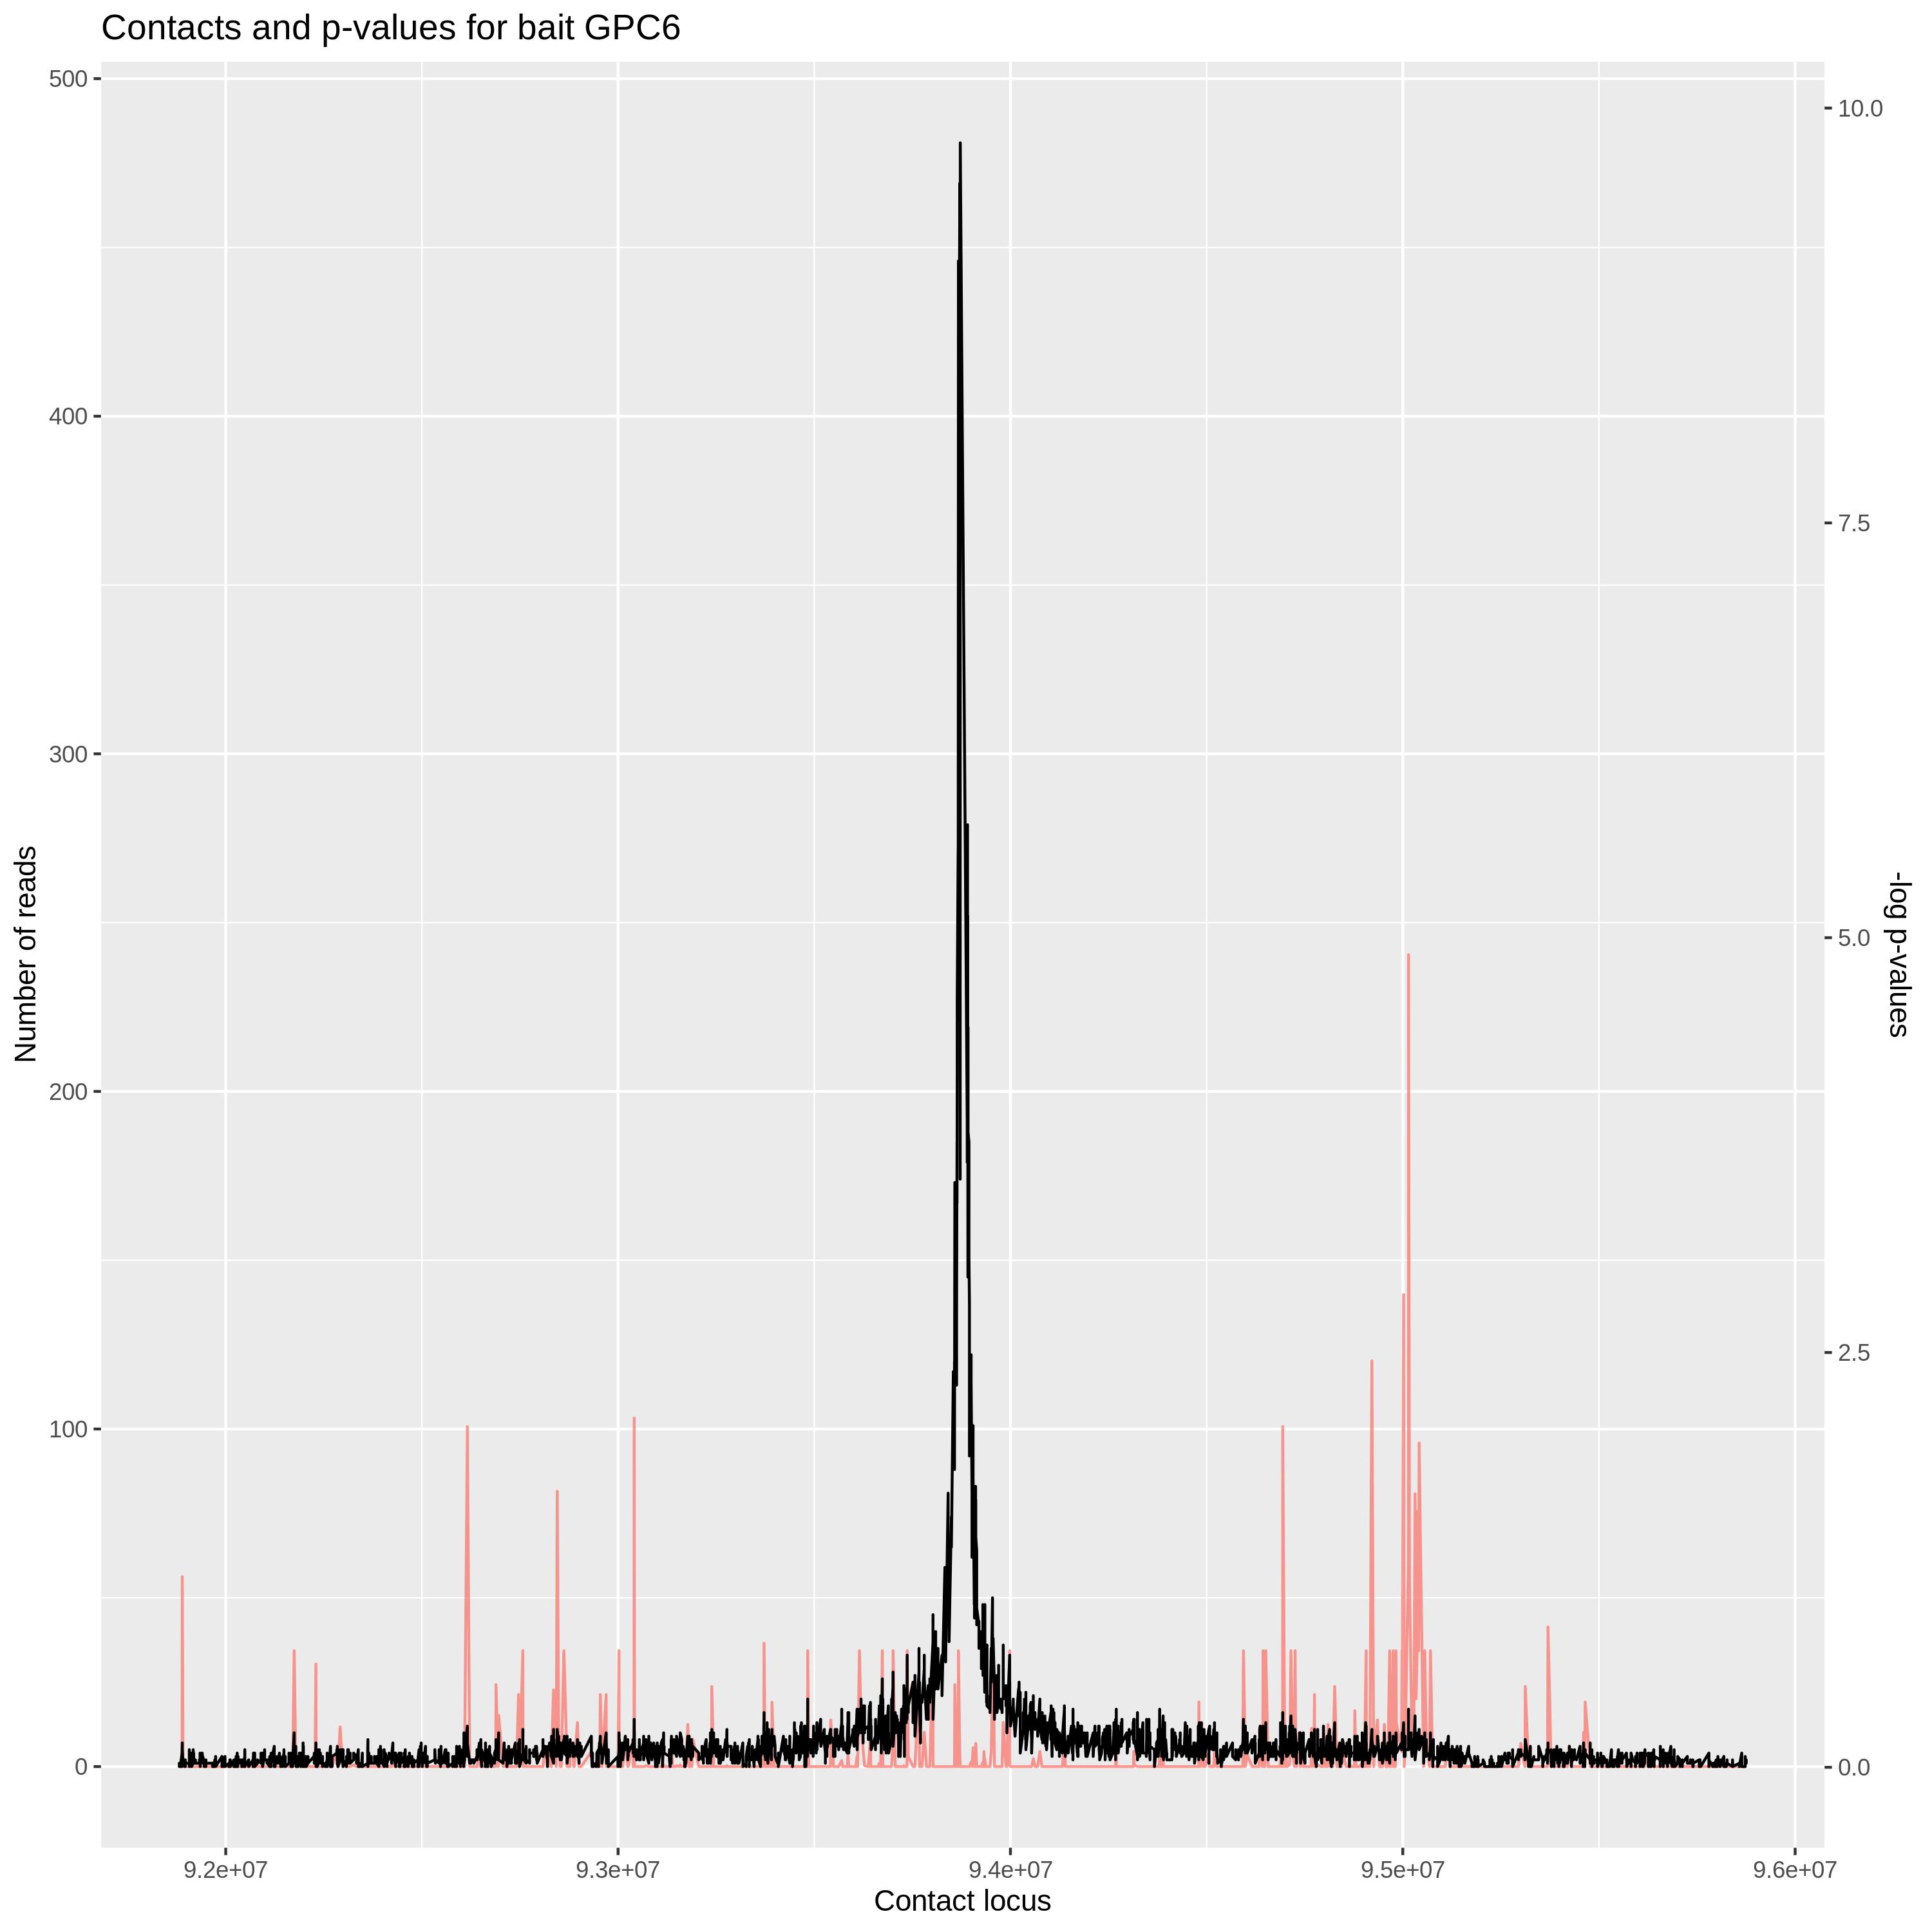 Contacts and p-values for bait GPC6
500
400
300
200
100
0
Number of reads
10.0
7.5
5.0
2.5
0.0
-log p-values
9.2e+07
9.3e+07
9.4e+07
9.5e+07
9.6e+07
Contact locus